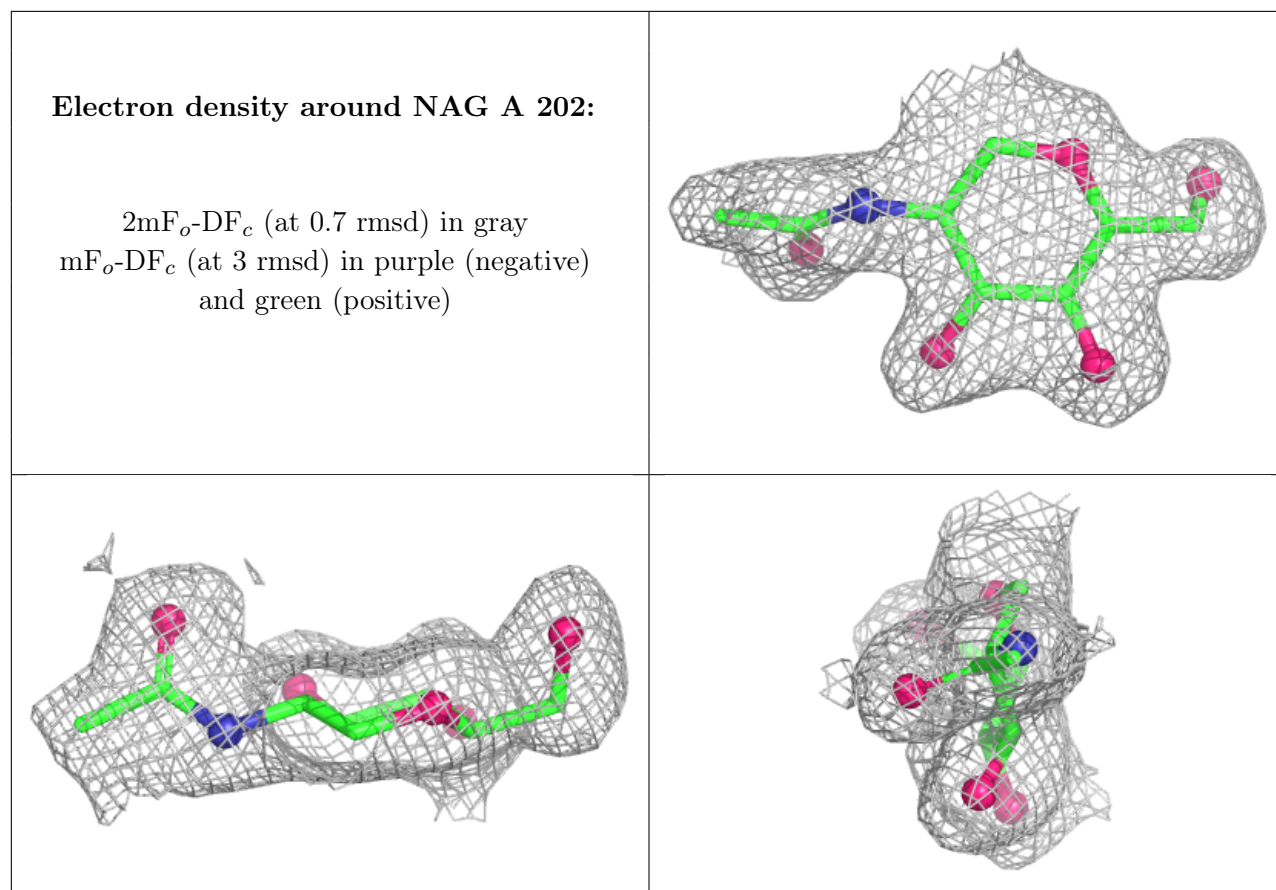 Electron density around NAG A 202:
2mFo-DFc (at 0.7 rmsd) in gray
mFo-DFc (at 3 rmsd) in purple (negative)
and green (positive)